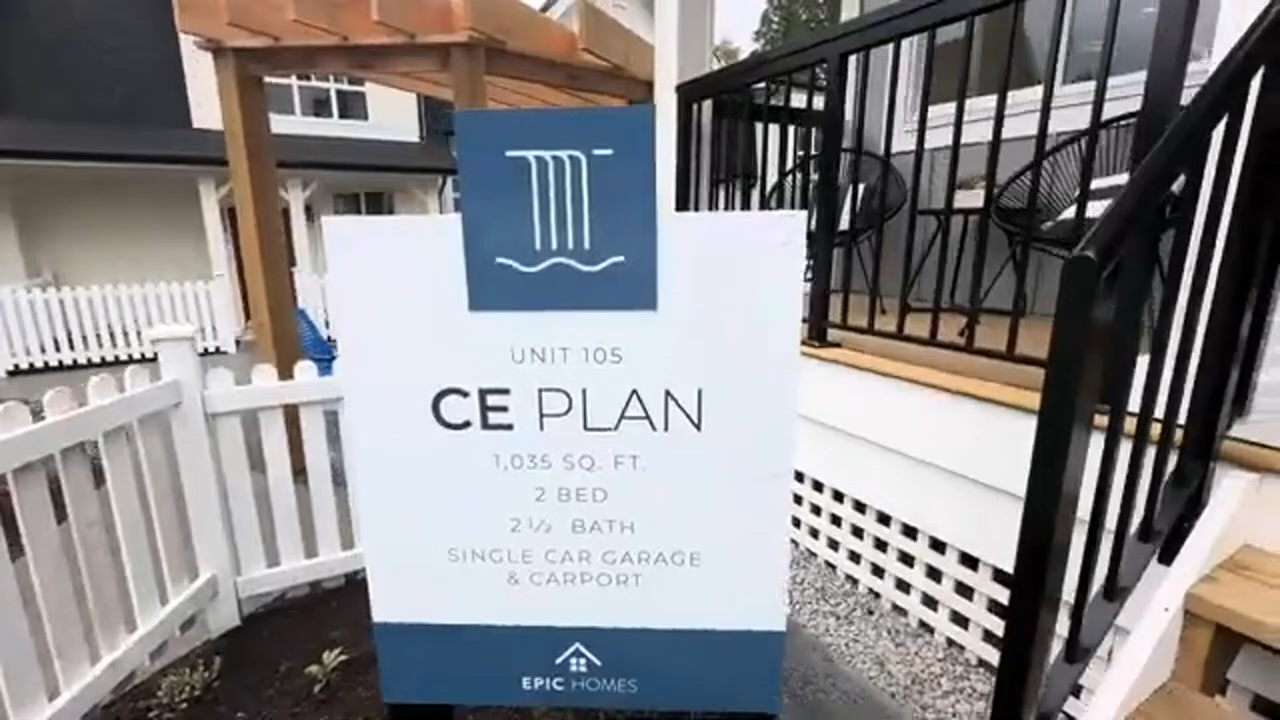 UNIT 105
CE PLAN
1,035 SQ. FT.
2 BED
2 1/2 BATH
SINGLE CAR GARAGE
& CARPORT
EPIC HOMES